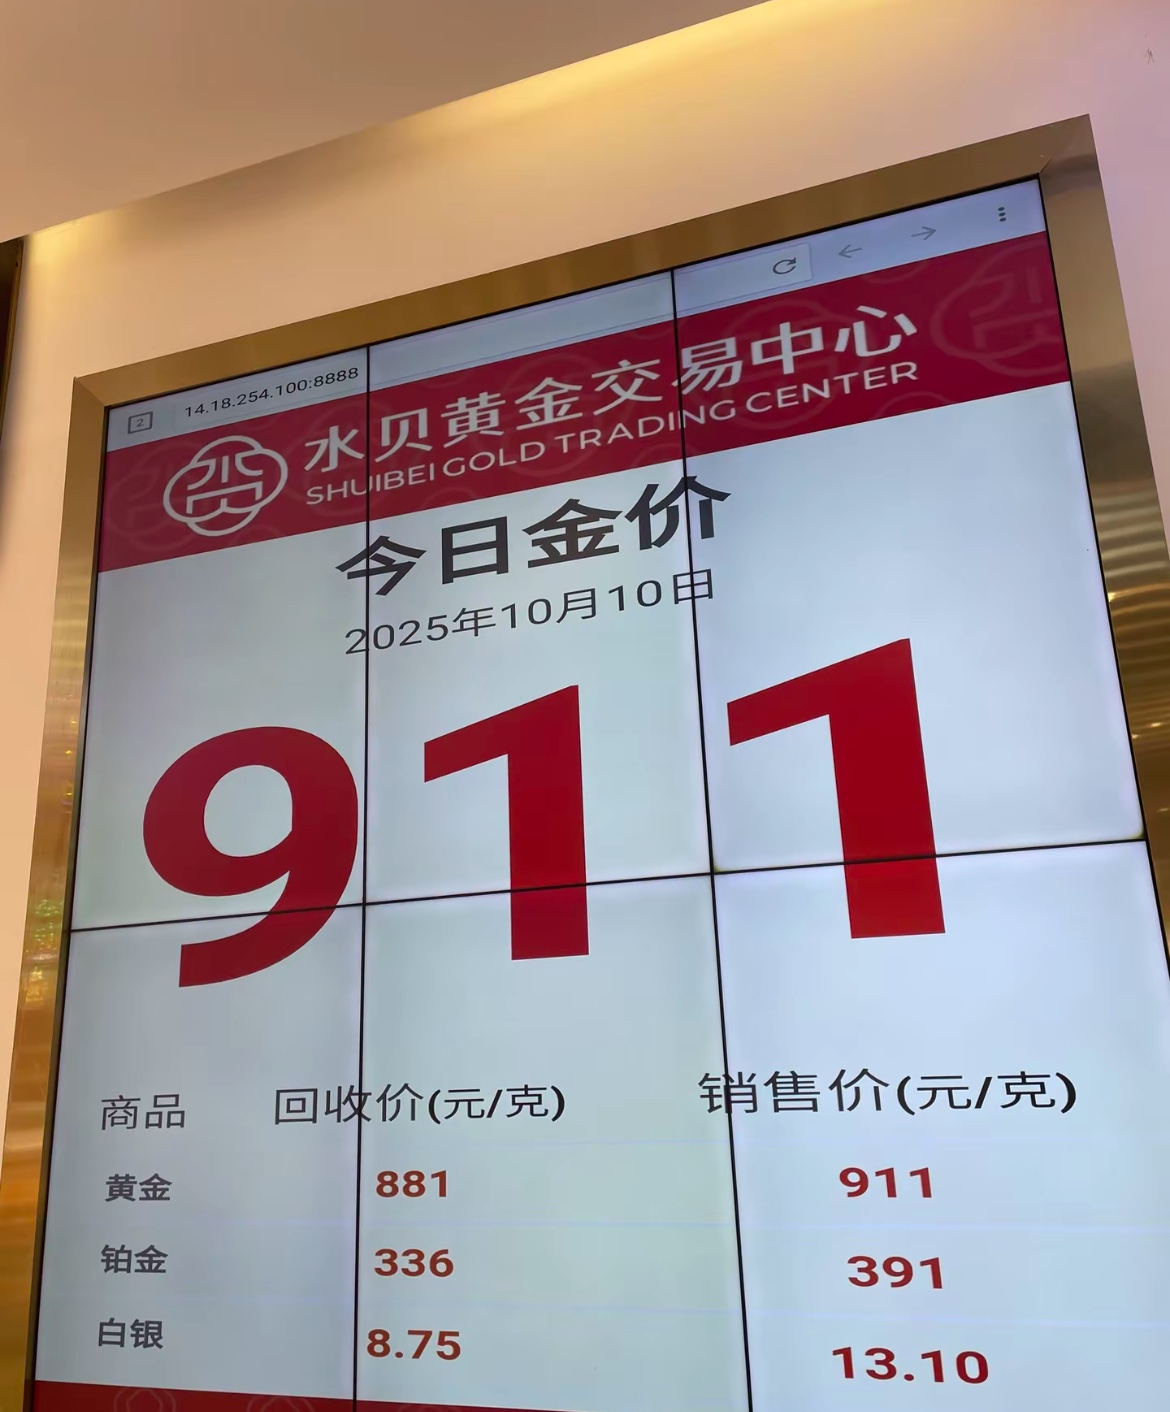 2
14.18.254.100:8888
水贝黄金交易中心
SHUIBEI GOLD TRADING CENTER
今日金价
2025年10月10日
911
商品 回收价(元/克) 销售价(元/克)
黄金 881 911
铂金 336 391
白银 8.75 13.10